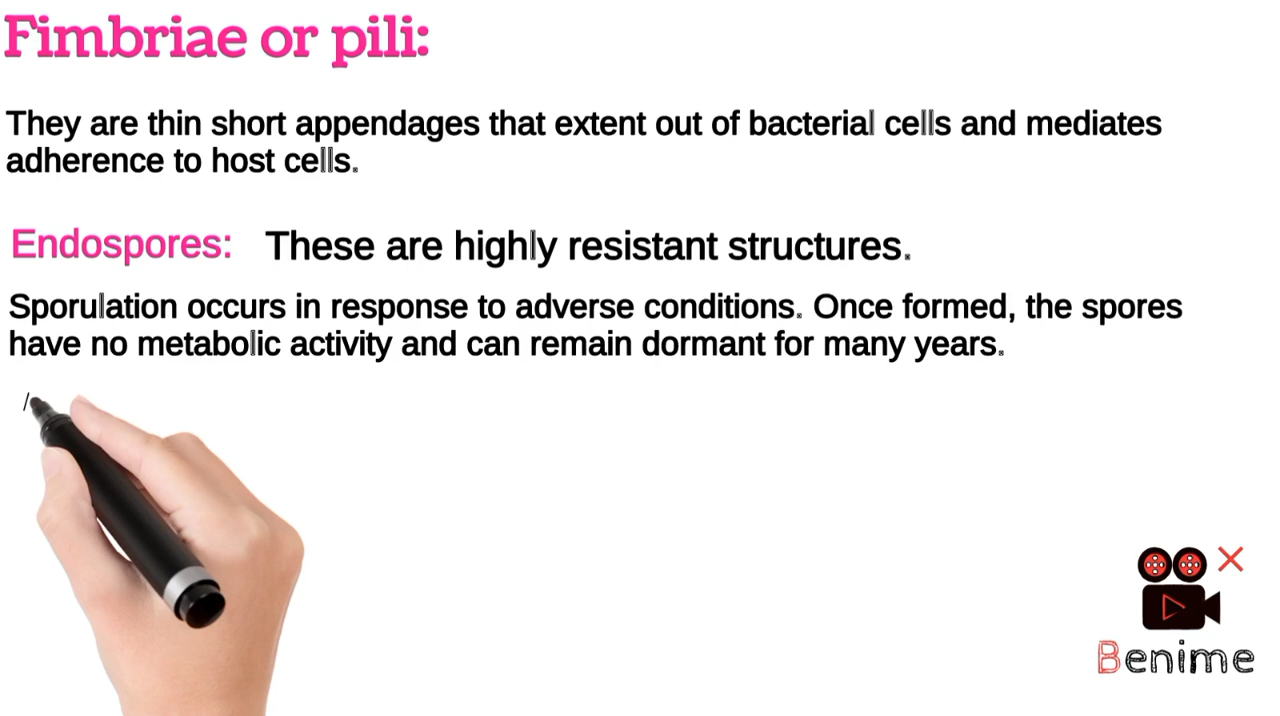 Fimbriae or pili:
They are thin short appendages that extent out of bacterial cells and mediates
adherence to host cells.
Endospores: These are highly resistant structures.
Sporulation occurs in response to adverse conditions. Once formed, the spores
have no metabolic activity and can remain dormant for many years.
Benime